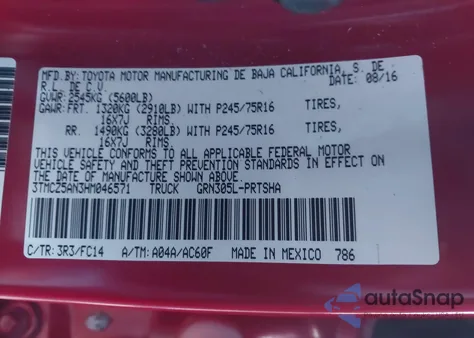 MFD.BY: TOYOTA MOTOR MANUFACTURING DE BAJA CALIFORNIA, S. DE
R.L. DE C.V. DATE: 08/16
GVWR: 2545KG (5600LB)
GAWR: FRT. 1320KG (2910LB) WITH P245/75R16 TIRES,
16X7J RIMS.
RR. 1490KG (3280LB) WITH P245/75R16 TIRES,
16X7J RIMS.
THIS VEHICLE CONFORMS TO ALL APPLICABLE FEDERAL MOTOR
VEHICLE SAFETY AND THEFT PREVENTION STANDARDS IN EFFECT ON
THE DATE OF MANUFACTURE SHOWN ABOVE.
3TMCZ5AN3HM046571 TRUCK GRN305L-PRTSHA
C/TR: 3R3/FC14 A/TM: A04A/AC60F MADE IN MEXICO 786
autoSnap